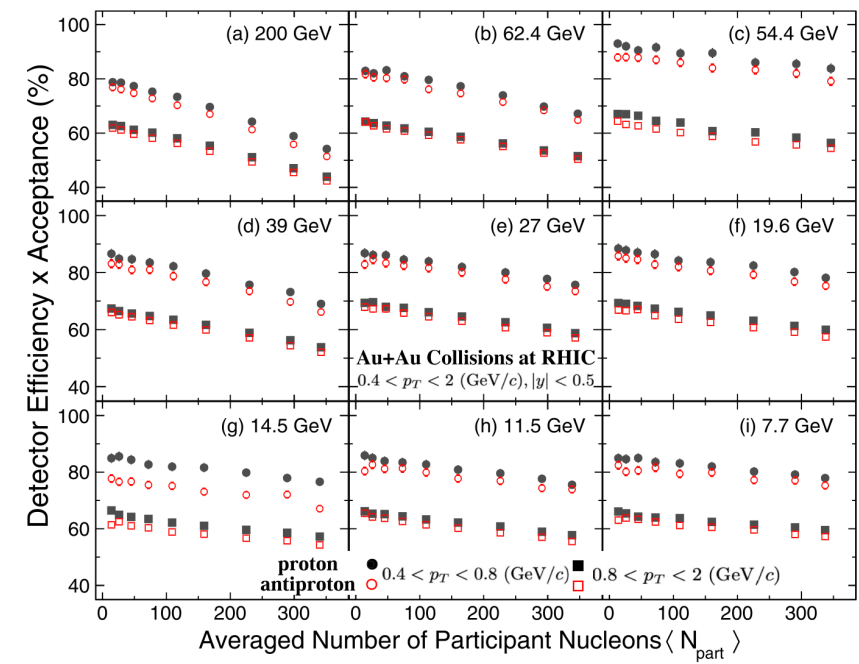 (a) 200 GeV
(b) 62.4 GeV
(c) 54.4 GeV
100
80
60
40
Detector Efficiency x Acceptance (%)
(d) 39 GeV
(e) 27 GeV
(f) 19.6 GeV
100
80
60
40
Au+Au Collisions at RHIC
0.4 < p_T < 2 (GeV/c), |y| < 0.5
(g) 14.5 GeV
(h) 11.5 GeV
(i) 7.7 GeV
100
80
60
40
proton ● 0.4 < p_T < 0.8 (GeV/c) ■ 0.8 < p_T < 2 (GeV/c)
antiproton ○ □
0 100 200 300 0 100 200 300 0 100 200 300
Averaged Number of Participant Nucleons ⟨ N_part ⟩